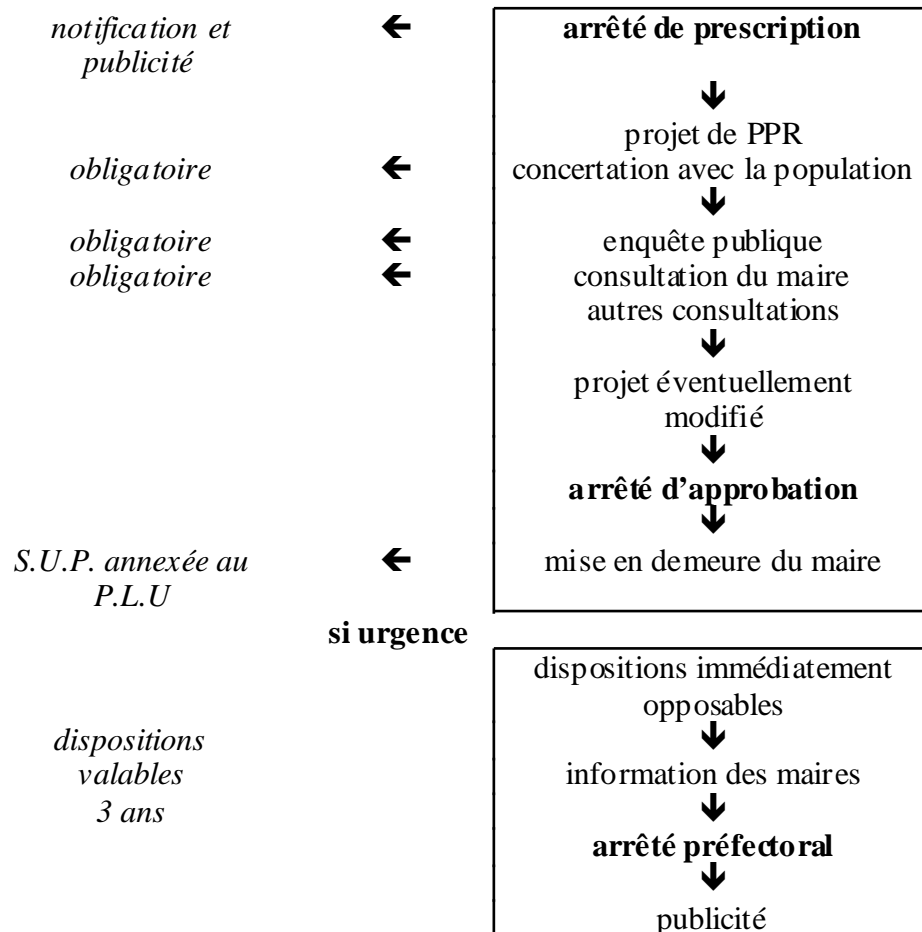 notification et
publicité
🡸
arrêté de prescription
🡻
projet de PPR
obligatoire 🡸 concertation avec la population
🡻
obligatoire 🡸 enquête publique
obligatoire 🡸 consultation du maire
autres consultations
🡻
projet éventuellement
modifié
🡻
arrêté d’approbation
🡻
S.U.P. annexée au
P.L.U
🡸
mise en demeure du maire
si urgence
dispositions immédiatement
opposables
🡻
dispositions
valables
3 ans
information des maires
🡻
arrêté préfectoral
🡻
publicité